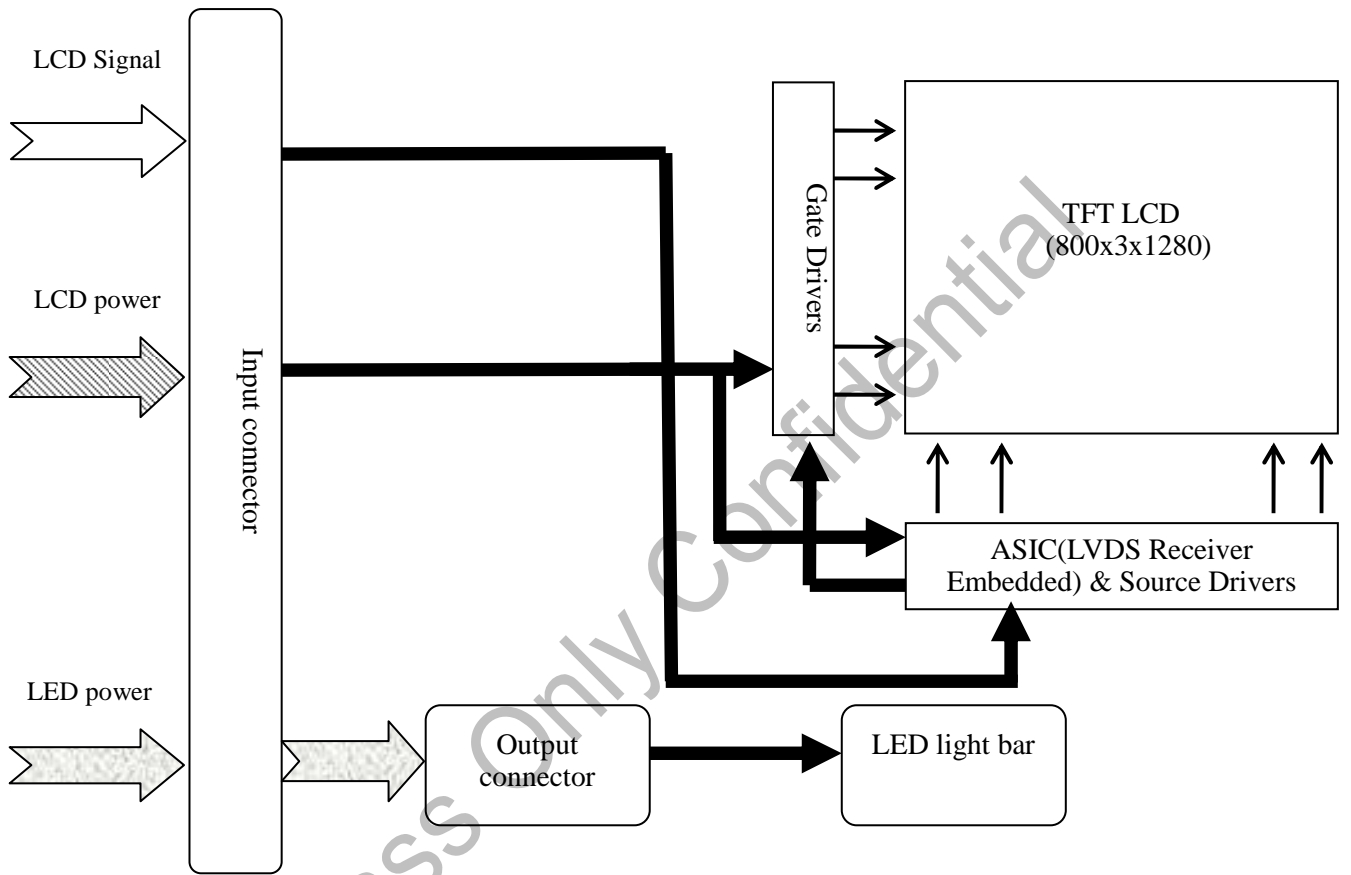 LCD Signal
LCD power
LED power
Input connector
Gate Drivers
TFT LCD
(800x3x1280)
ASIC(LVDS Receiver
Embedded) & Source Drivers
Output
connector
LED light bar
ss Only Confidential